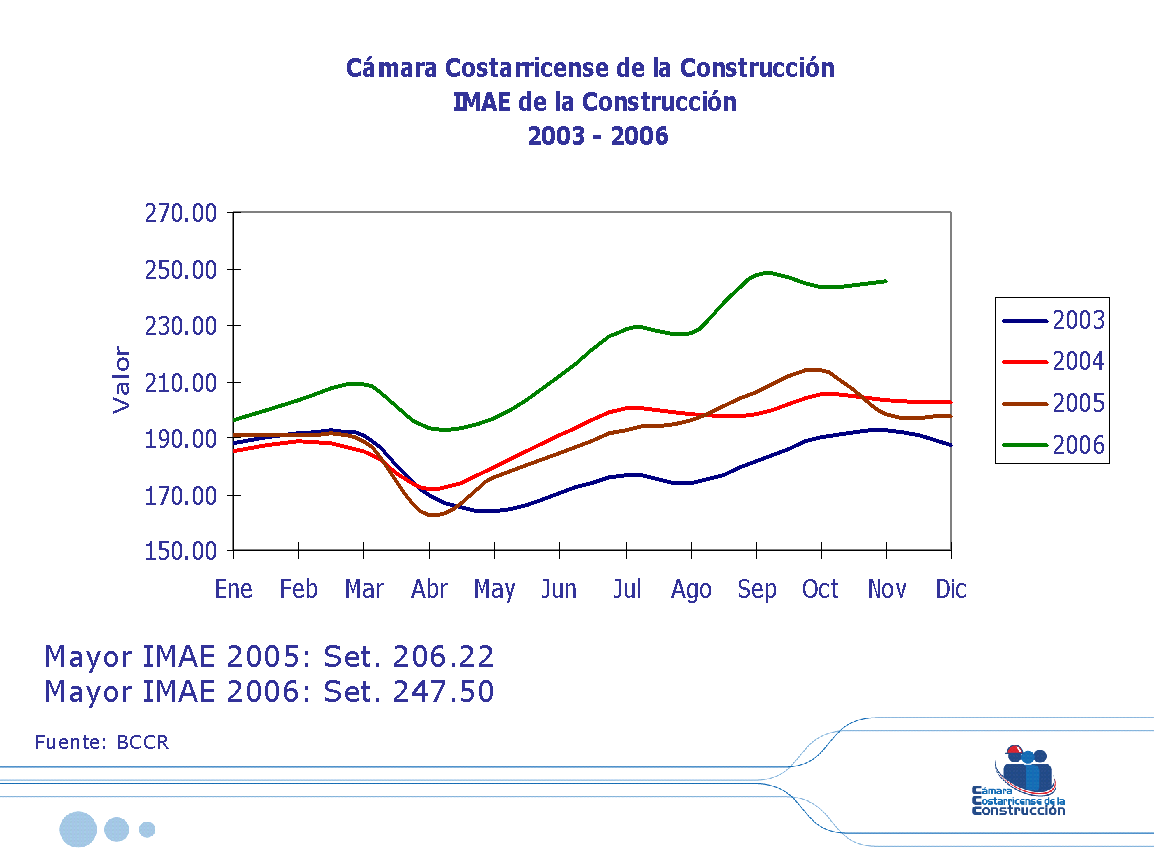 Cámara Costarricense de la Construcción
IMAE de la Construcción
2003 - 2006
270.00
250.00
230.00
210.00
190.00
170.00
150.00
Valor
Ene Feb Mar Abr May Jun Jul Ago Sep Oct Nov Dic
2003
2004
2005
2006
Mayor IMAE 2005: Set. 206.22
Mayor IMAE 2006: Set. 247.50
Fuente: BCCR
Cámara
Costarricense de la
Construcción